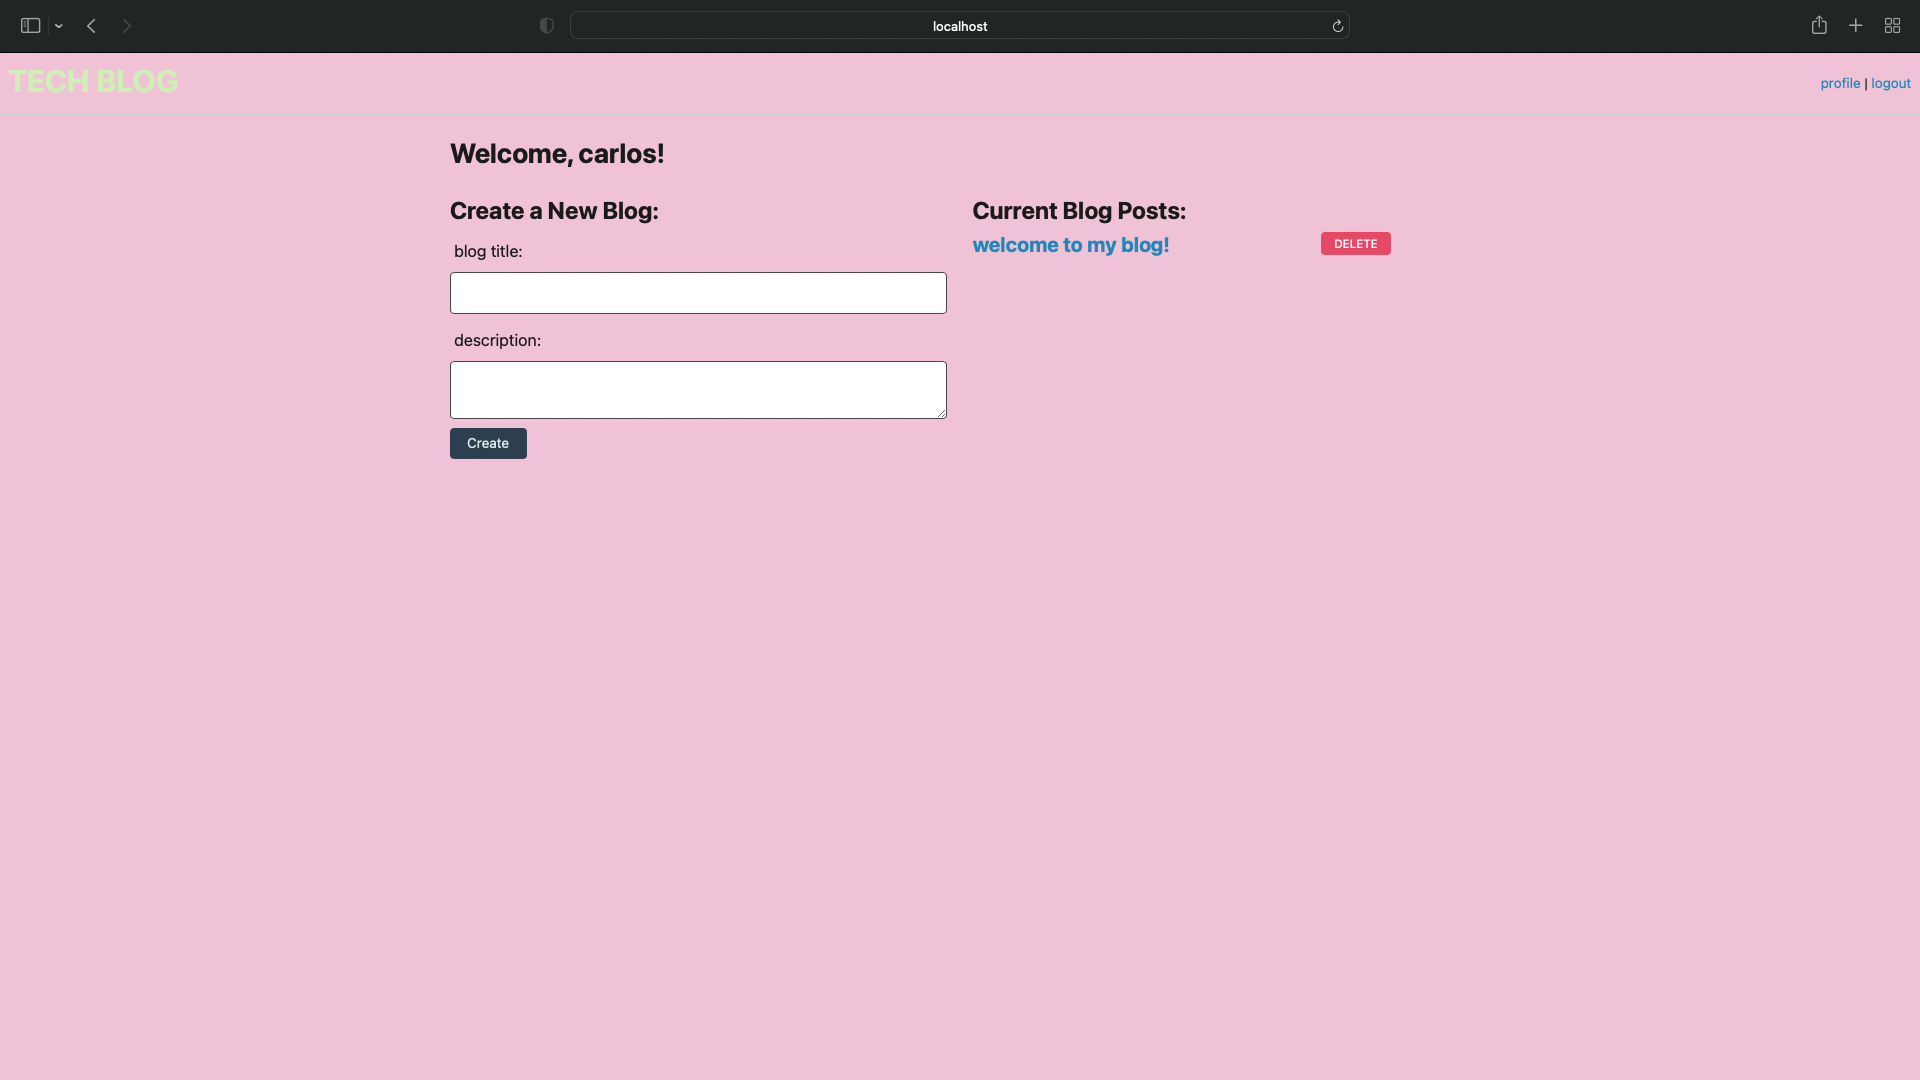 localhost
TECH BLOG
profile | logout
Welcome, carlos!
Create a New Blog:
blog title:
description:
Create
Current Blog Posts:
welcome to my blog!
DELETE